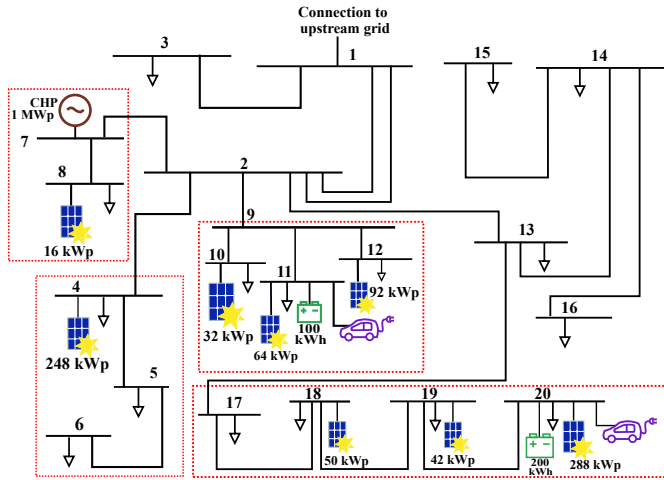 Connection to
upstream grid
3
1
15
14
CHP
1 MWp
7
8
16 kWp
2
9
10
11
12
32 kWp
64 kWp
100
kWh
92 kWp
13
16
4
248 kWp
5
6
17
18
19
20
50 kWp
42 kWp
200
kWh
288 kWp